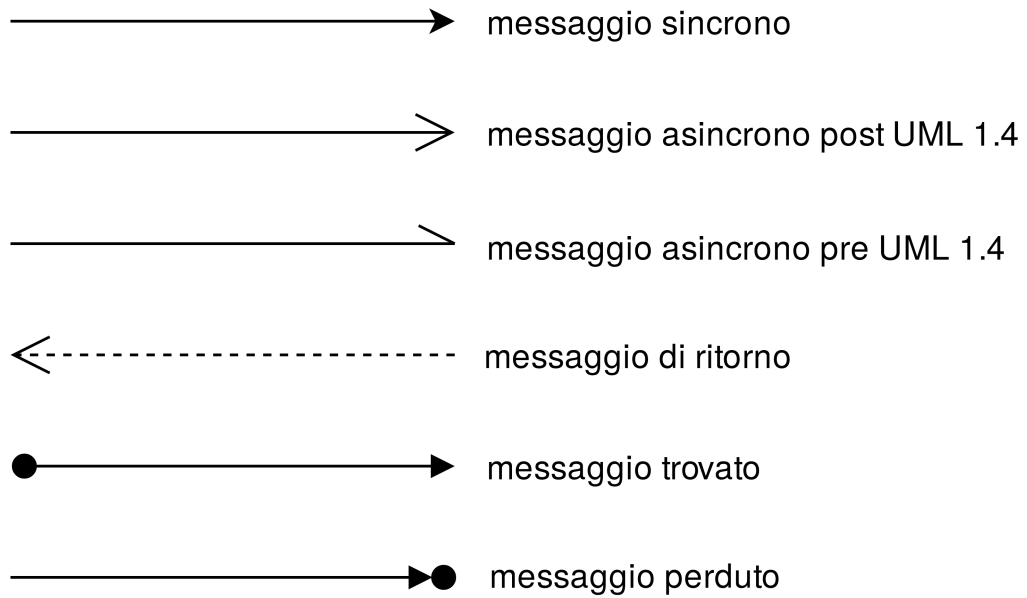 messaggio sincrono
messaggio asincrono post UML 1.4
messaggio asincrono pre UML 1.4
messaggio di ritorno
messaggio trovato
messaggio perduto